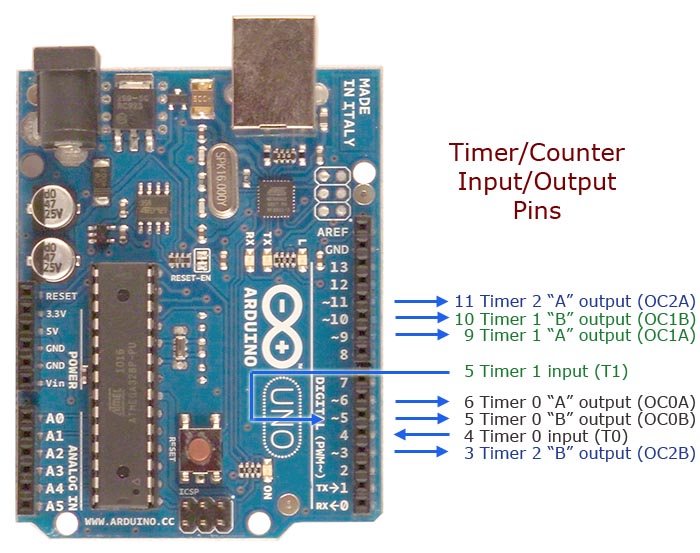 MADE
IN ITALY
SPK16.000Y
47
25V
47
25V
RX
TX
L
RESET-EN
ARDUINO
UNO
TM
AREF
GND
13
12
~11
~10
~9
8
7
~6
~5
4
~3
2
TX→1
RX←0
DIGITAL (PWM~)
RESET
3.3V
5V
GND
GND
Vin
POWER
A0
A1
A2
A3
A4
A5
ANALOG IN
ATMEL
1016
ATMEGA328P-PU
RESET
ICSP
ON
WWW.ARDUINO.CC
Timer/Counter
Input/Output
Pins
11 Timer 2 “A” output (OC2A)
10 Timer 1 “B” output (OC1B)
9 Timer 1 “A” output (OC1A)
5 Timer 1 input (T1)
6 Timer 0 “A” output (OC0A)
5 Timer 0 “B” output (OC0B)
4 Timer 0 input (T0)
3 Timer 2 “B” output (OC2B)